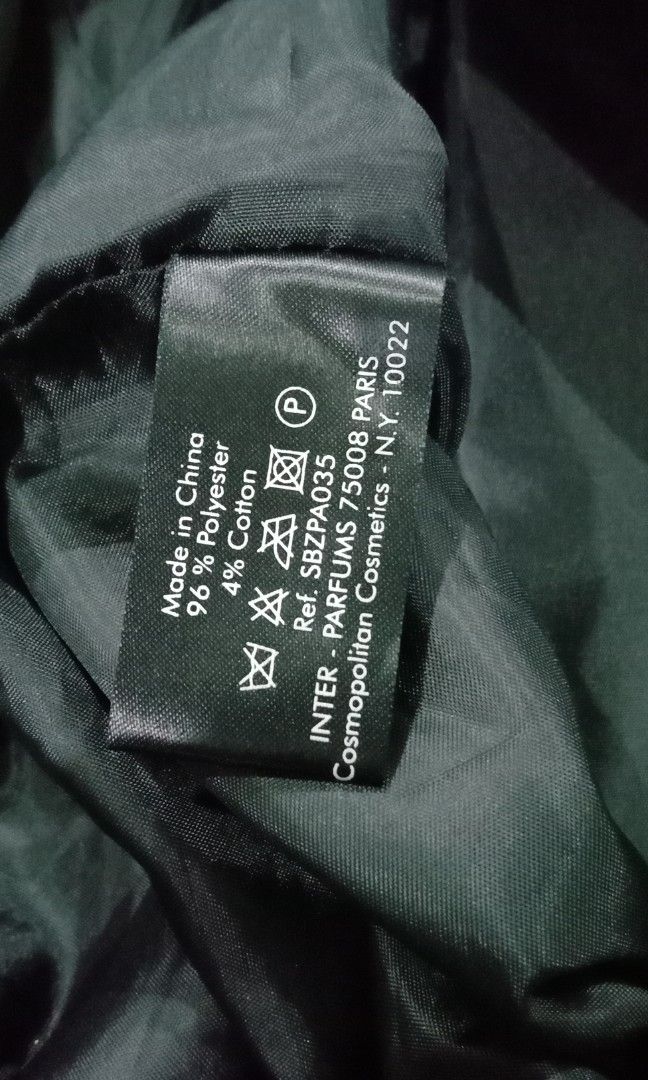 Made in China
96 % Polyester
4% Cotton
P
Ref. SBZPA035
INTER - PARFUMS 75008 PARIS
Cosmopolitan Cosmetics - N.Y. 10022